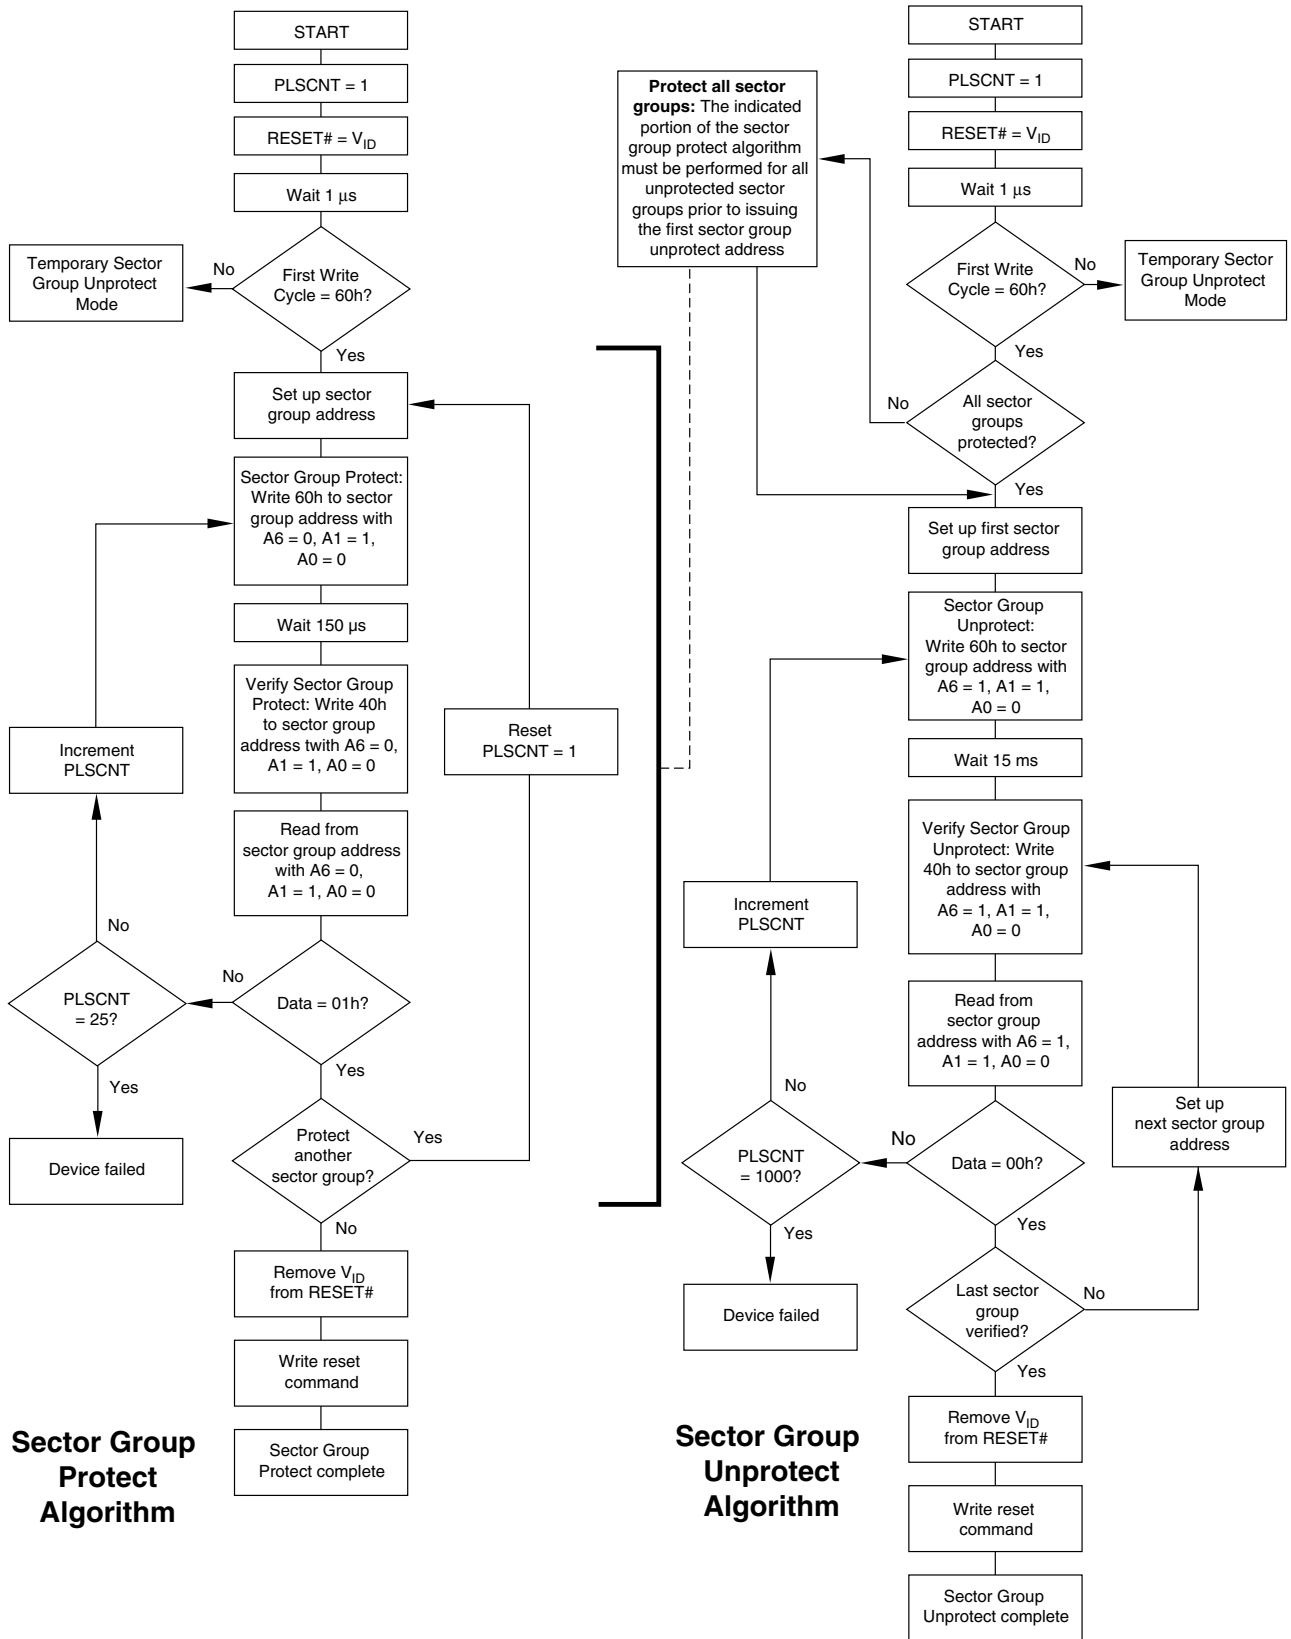 START
PLSCNT = 1
RESET# = VID
Wait 1 μs
First Write
Cycle = 60h?
No
Temporary Sector
Group Unprotect
Mode
Yes
Set up sector
group address
Sector Group Protect:
Write 60h to sector
group address with
A6 = 0, A1 = 1,
A0 = 0
Wait 150 µs
Verify Sector Group
Protect: Write 40h
to sector group
address twith A6 = 0,
A1 = 1, A0 = 0
Read from
sector group address
with A6 = 0,
A1 = 1, A0 = 0
Data = 01h?
No
PLSCNT
= 25?
No
Increment
PLSCNT
Yes
Device failed
Yes
Protect
another
sector group?
Yes
Reset
PLSCNT = 1
No
Remove VID
from RESET#
Write reset
command
Sector Group
Protect complete
Sector Group
Protect
Algorithm
Protect all sector
groups: The indicated
portion of the sector
group protect algorithm
must be performed for all
unprotected sector
groups prior to issuing
the first sector group
unprotect address
START
PLSCNT = 1
RESET# = VID
Wait 1 μs
First Write
Cycle = 60h?
No
Temporary Sector
Group Unprotect
Mode
Yes
All sector
groups
protected?
No
Yes
Set up first sector
group address
Sector Group
Unprotect:
Write 60h to sector
group address with
A6 = 1, A1 = 1,
A0 = 0
Wait 15 ms
Verify Sector Group
Unprotect: Write
40h to sector group
address with
A6 = 1, A1 = 1,
A0 = 0
Read from
sector group
address with A6 = 1,
A1 = 1, A0 = 0
Data = 00h?
No
PLSCNT
= 1000?
No
Increment
PLSCNT
Yes
Device failed
Yes
Last sector
group
verified?
No
Set up
next sector group
address
Yes
Remove VID
from RESET#
Write reset
command
Sector Group
Unprotect complete
Sector Group
Unprotect
Algorithm